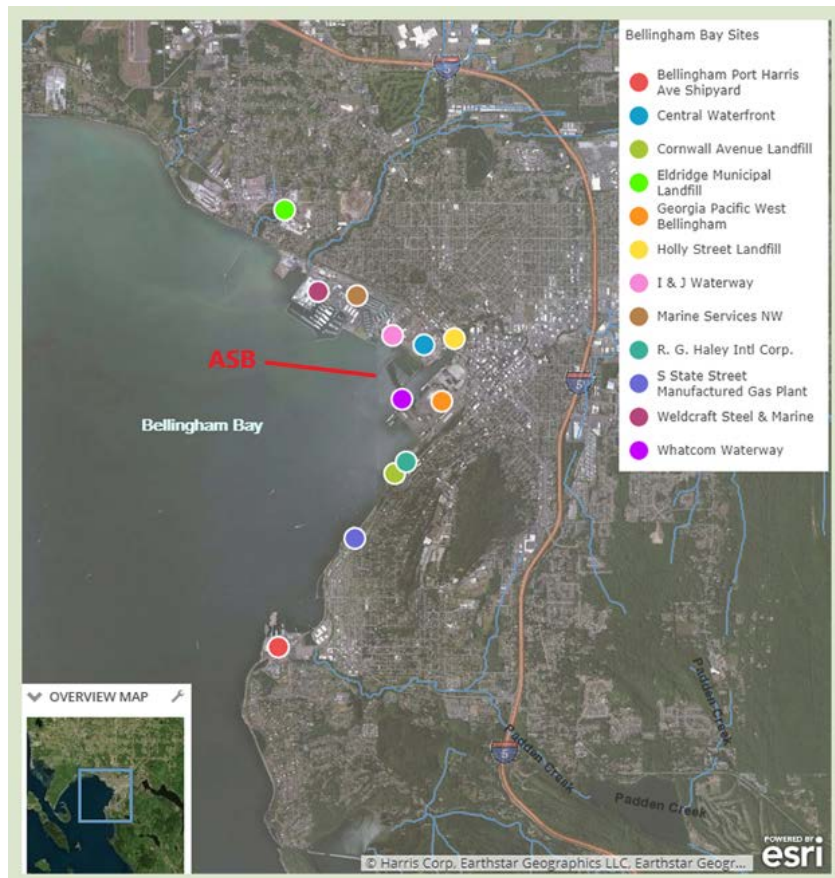 Bellingham Bay Sites
Bellingham Port Harris
Ave Shipyard
Central Waterfront
Cornwall Avenue Landfill
Eldridge Municipal
Landfill
Georgia Pacific West
Bellingham
Holly Street Landfill
I & J Waterway
Marine Services NW
R. G. Haley Intl Corp.
S State Street
Manufactured Gas Plant
Weldcraft Steel & Marine
Whatcom Waterway
5
ASB
5
Bellingham Bay
OVERVIEW MAP
5
Padden Creek
Padden Creek
Padden Creek
© Harris Corp, Earthstar Geographics LLC, Earthstar Geogr...
POWERED BY
esri